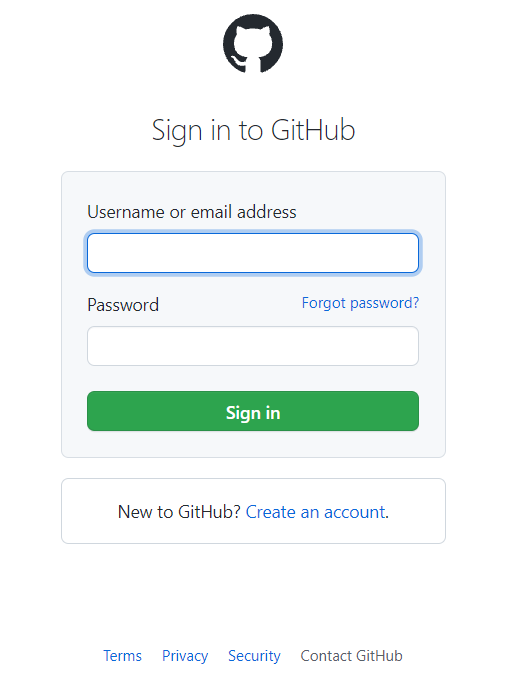 Sign in to GitHub
Username or email address
Password Forgot password?
Sign in
New to GitHub? Create an account.
Terms Privacy Security Contact GitHub